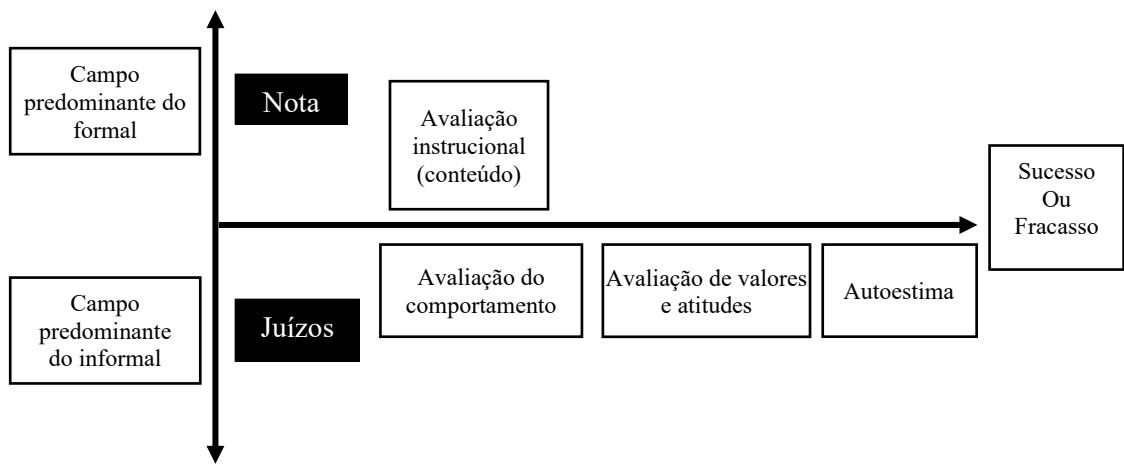 Campo
predominante do
formal
Nota
Avaliação
instrucional
(conteúdo)
Sucesso
Ou
Fracasso
Campo
predominante
do informal
Juízos
Avaliação do
comportamento
Avaliação de valores
e atitudes
Autoestima